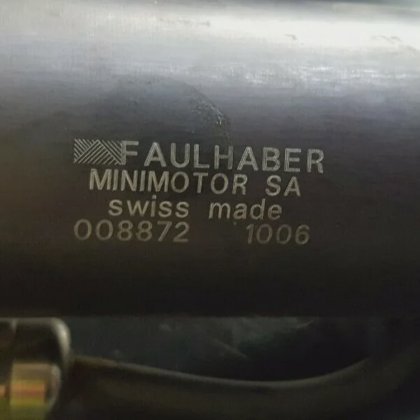 FAULHABER
MINIMOTOR SA
swiss made
008872 1006